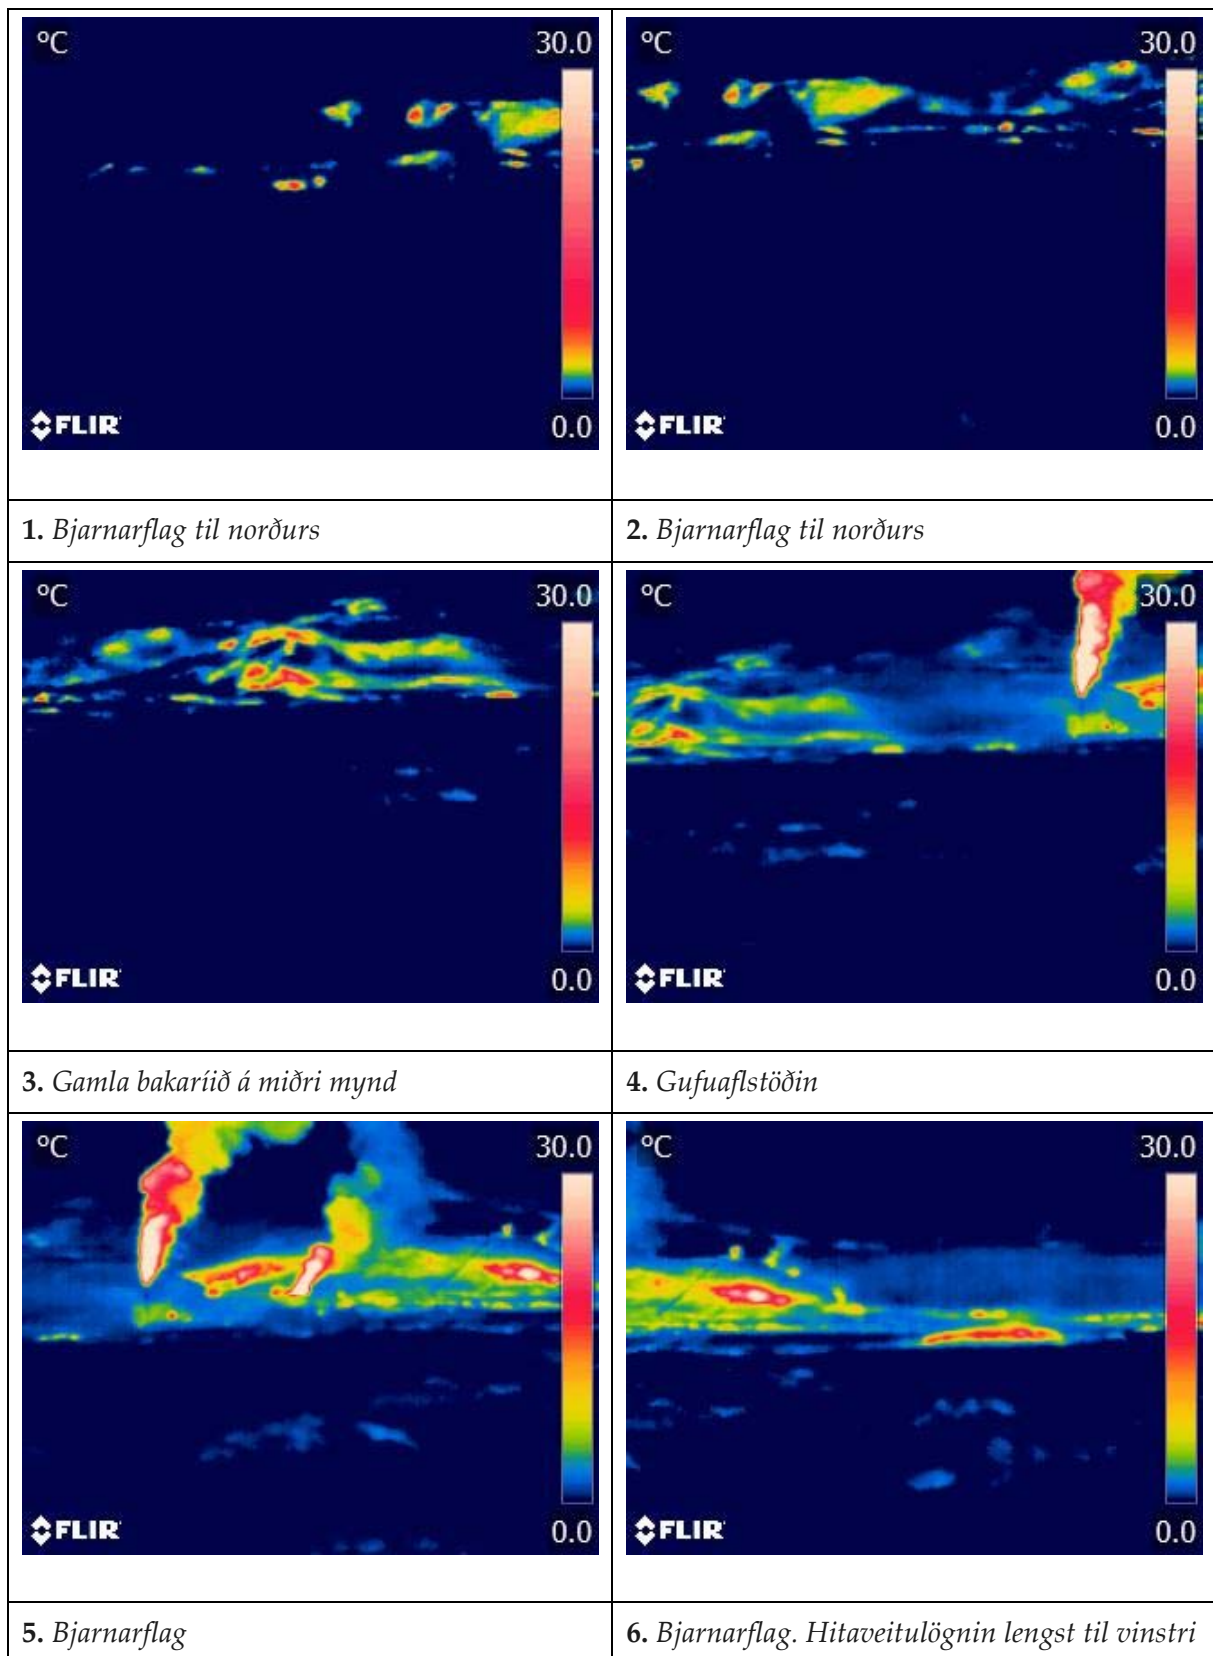 °C 30.0
FLIR 0.0
°C 30.0
FLIR 0.0
1. Bjarnarflag til norðurs
2. Bjarnarflag til norðurs
°C 30.0
FLIR 0.0
°C 30.0
FLIR 0.0
3. Gamla bakaríið á miðri mynd
4. Gufuaflstöðin
°C 30.0
FLIR 0.0
°C 30.0
FLIR 0.0
5. Bjarnarflag
6. Bjarnarflag. Hitaveitulögnin lengst til vinstri